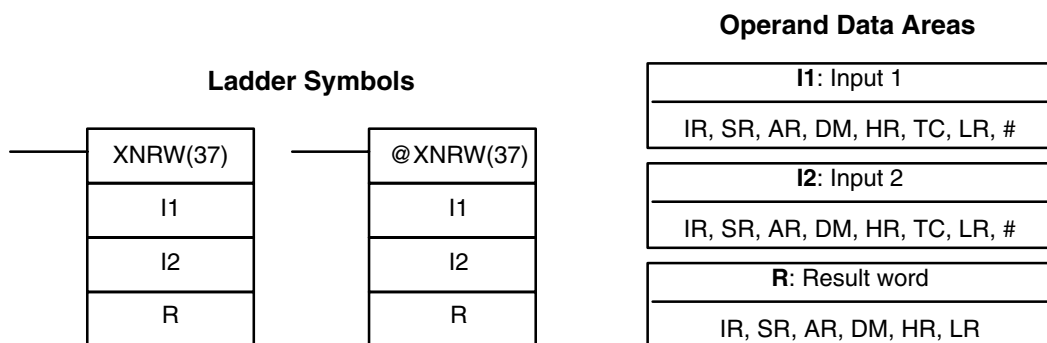 Ladder Symbols
XNRW(37)
I1
I2
R
@XNRW(37)
I1
I2
R
Operand Data Areas
I1: Input 1
IR, SR, AR, DM, HR, TC, LR, #
I2: Input 2
IR, SR, AR, DM, HR, TC, LR, #
R: Result word
IR, SR, AR, DM, HR, LR